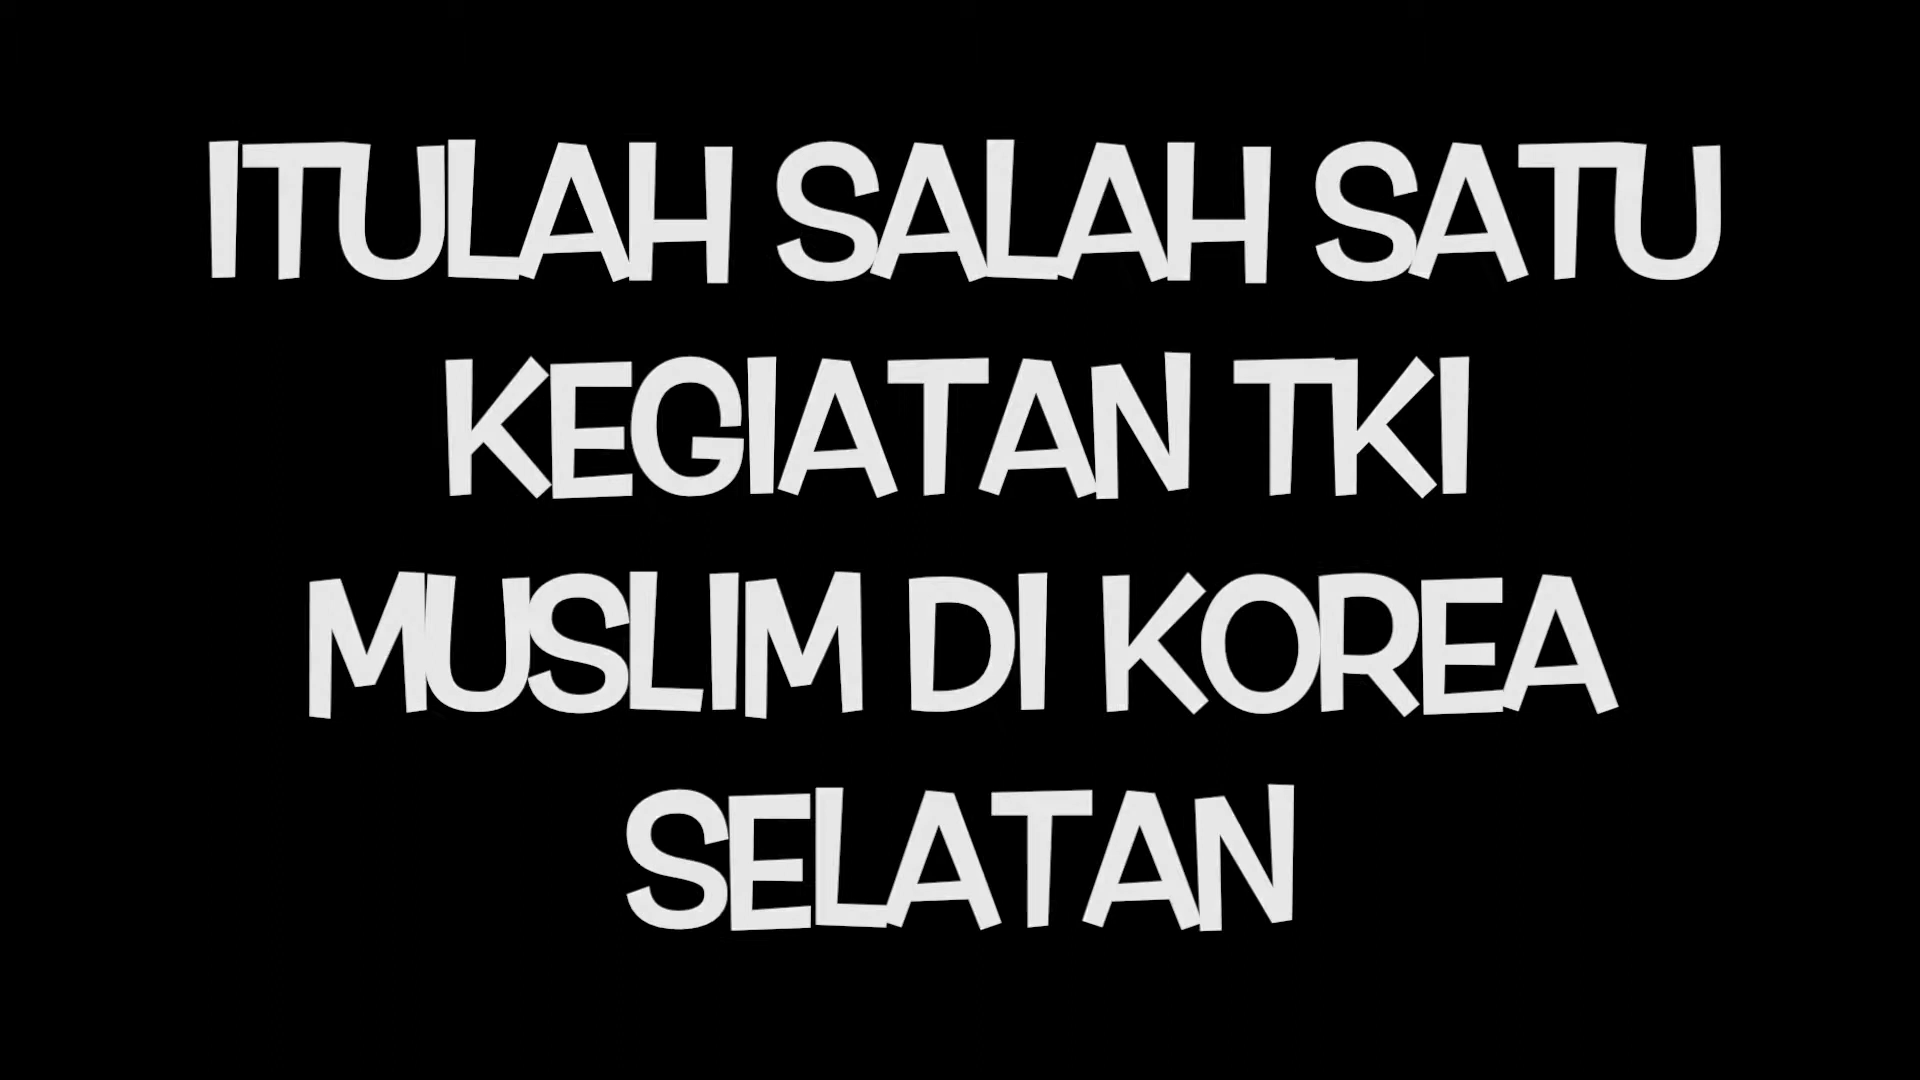 ITULAH SALAH SATU
KEGIATAN TKI
MUSLIM DI KOREA
SELATAN